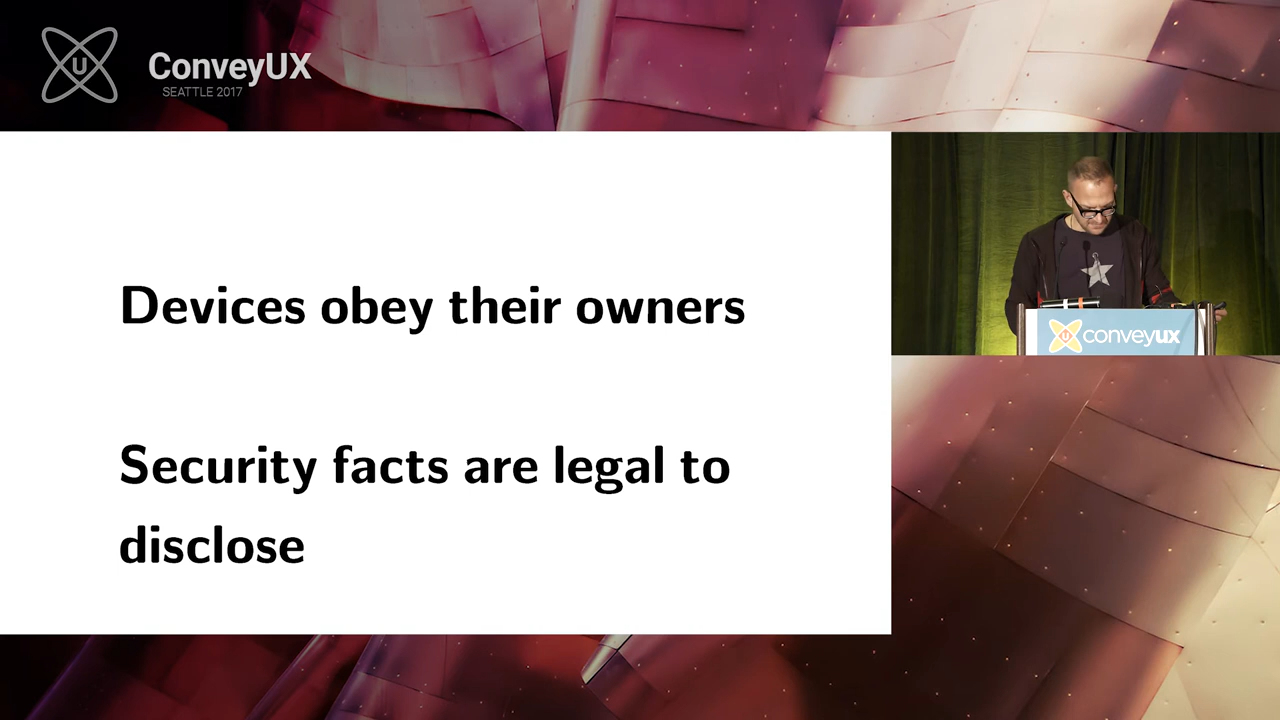 U
ConveyUX
SEATTLE 2017
Devices obey their owners
Security facts are legal to
disclose
U conveyux